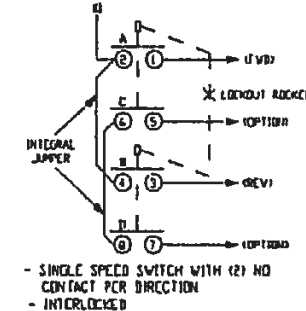 A
2 1 (FWD)
C
* LOCKOUT ROCKER
6 5 (OPTION)
INTEGRAL
JUMPER
B
4 3 (REV)
D
8 7 (OPTION)
- SINGLE SPEED SWITCH WITH (2) NO
CONTACT PER DIRECTION
- INTERLOCKED